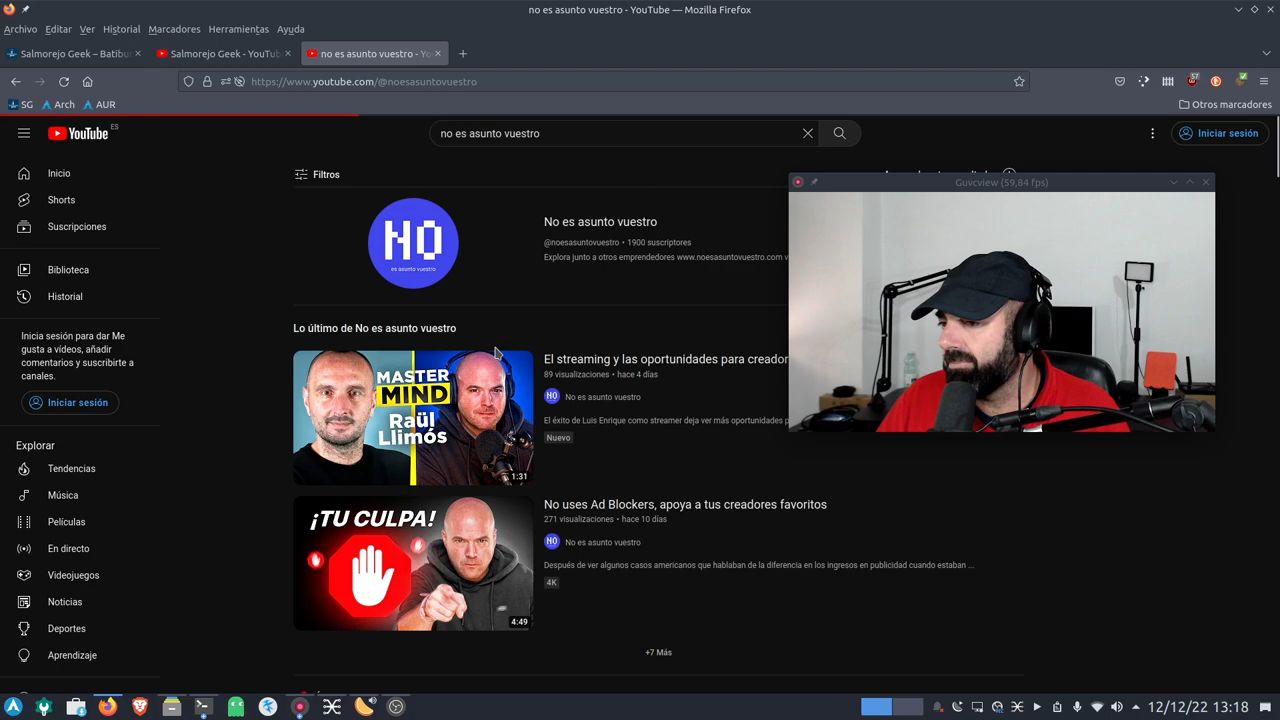 no es asunto vuestro - YouTube — Mozilla Firefox
Archivo Editar Ver Historial Marcadores Herramientas Ayuda
Salmorejo Geek – Batibur
Salmorejo Geek - YouTub
no es asunto vuestro - Yo
https://www.youtube.com/@noesasuntovuestro
57
SG Arch AUR
Otros marcadores
YouTube ES
no es asunto vuestro
Iniciar sesión
Inicio
Shorts
Suscripciones
Biblioteca
Historial
Inicia sesión para dar Me
gusta a vídeos, añadir
comentarios y suscribirte a
canales.
Iniciar sesión
Explorar
Tendencias
Música
Películas
En directo
Videojuegos
Noticias
Deportes
Aprendizaje
Filtros
NO
es asunto vuestro
No es asunto vuestro
@noesasuntovuestro • 1900 suscriptores
Explora junto a otros emprendedores www.noesasuntovuestro.com
Guvcview (59,84 fps)
Lo último de No es asunto vuestro
MASTER
MIND
Raül
Llimós
1:31
El streaming y las oportunidades para creador
89 visualizaciones • hace 4 días
NO No es asunto vuestro
El éxito de Luis Enrique como streamer deja ver más oportunidades p
Nuevo
¡TU CULPA!
4:49
No uses Ad Blockers, apoya a tus creadores favoritos
271 visualizaciones • hace 10 días
NO No es asunto vuestro
Después de ver algunos casos americanos que hablaban de la diferencia en los ingresos en publicidad cuando estaban ...
4K
+7 Más
12/12/22 13:18